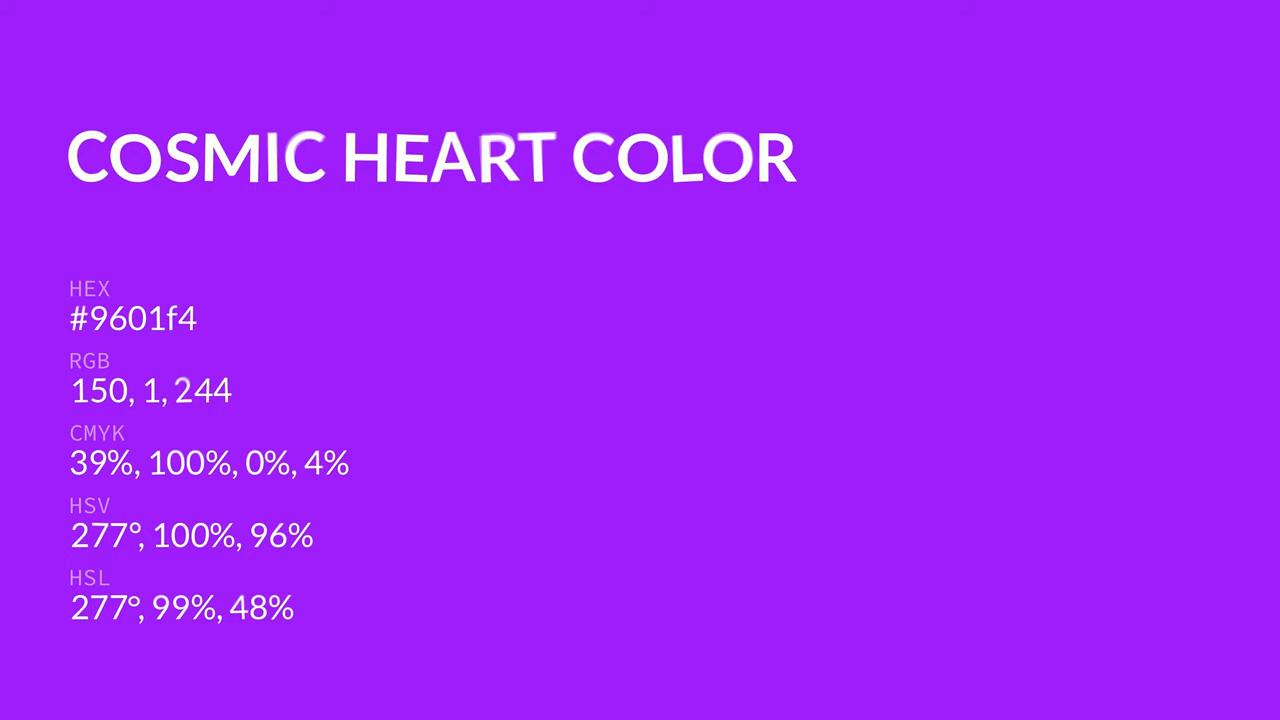 COSMIC HEART COLOR
HEX
#9601f4
RGB
150, 1, 244
CMYK
39%, 100%, 0%, 4%
HSV
277°, 100%, 96%
HSL
277°, 99%, 48%